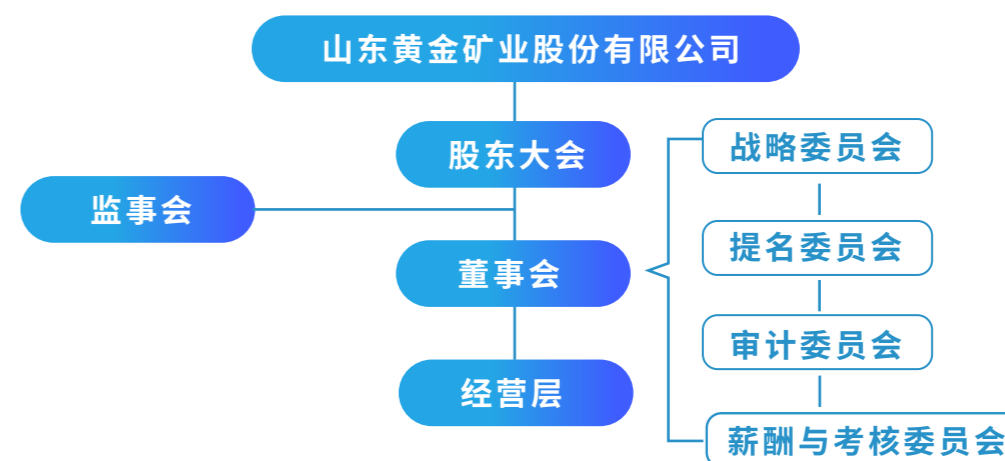 山东黄金矿业股份有限公司
股东大会
监事会
董事会
经营层
战略委员会
提名委员会
审计委员会
薪酬与考核委员会